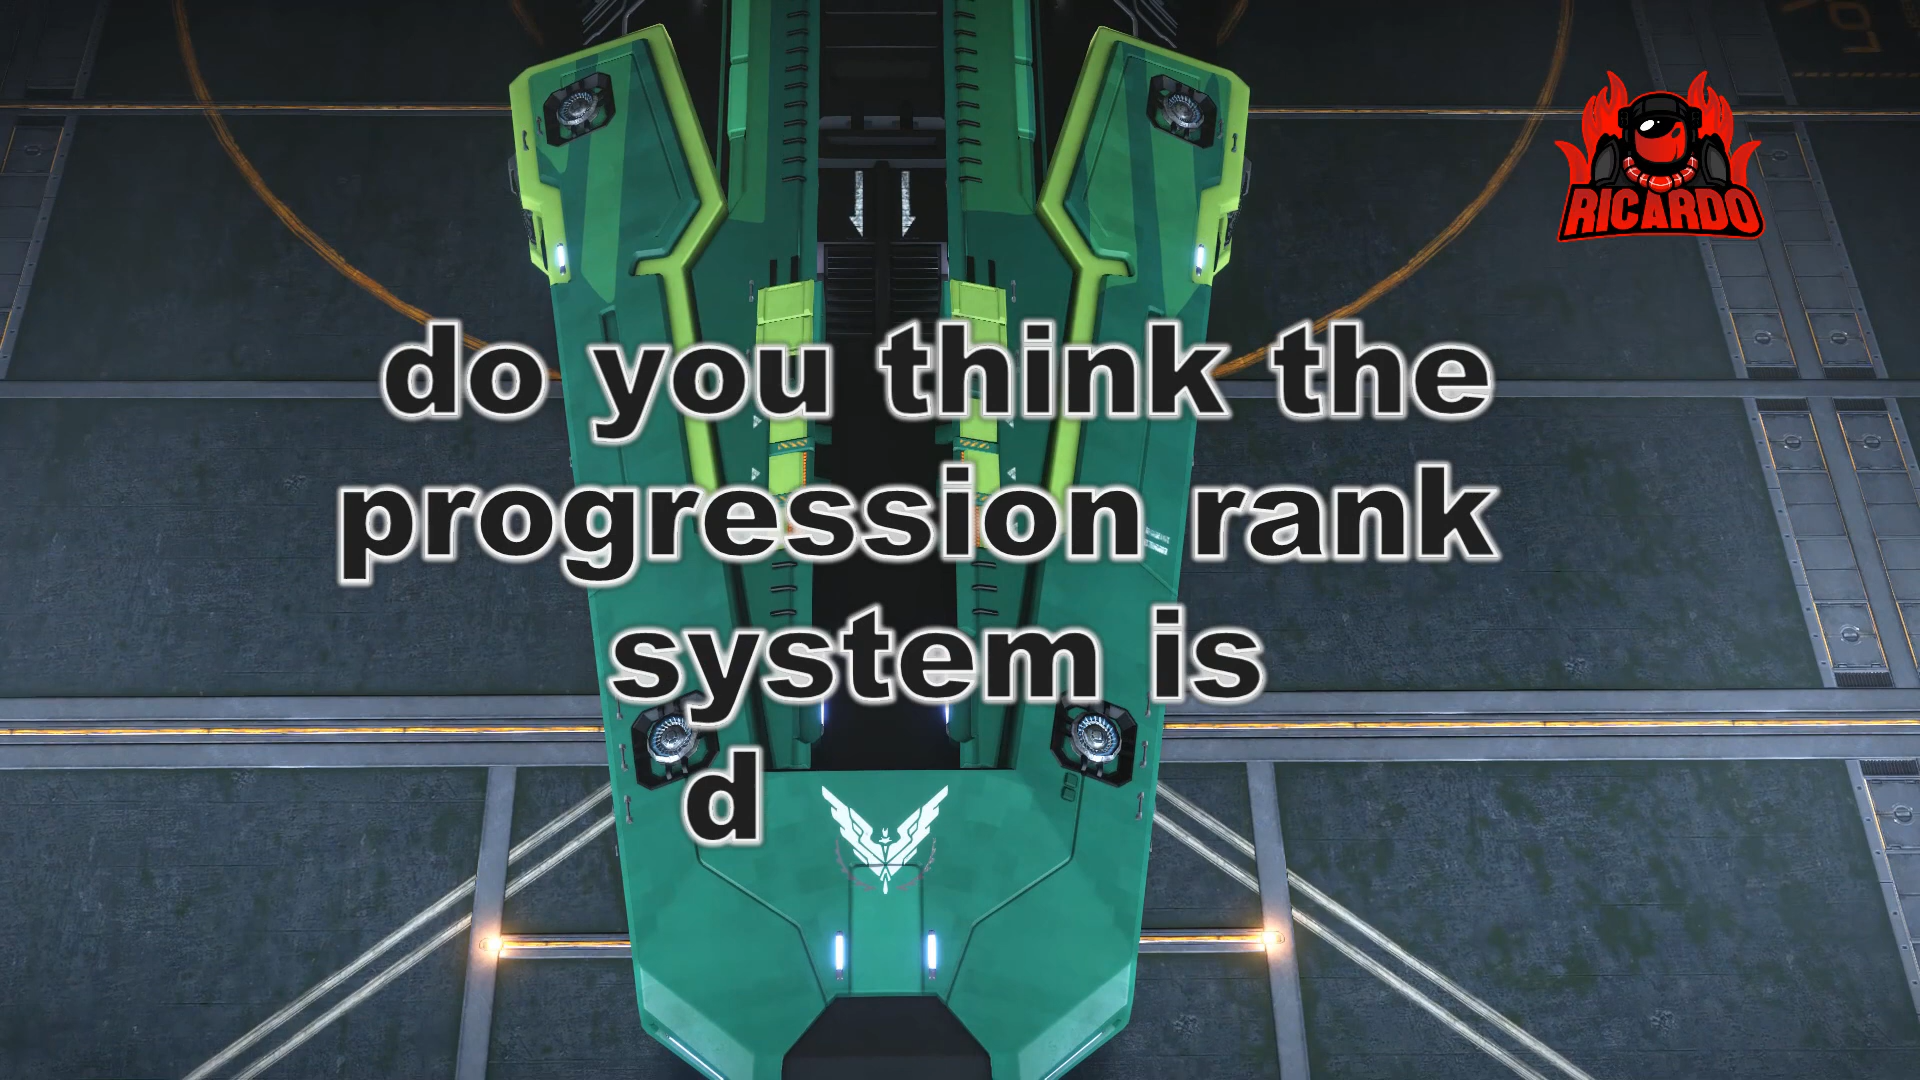 RICARDO
do you think the
progression rank
system is
d